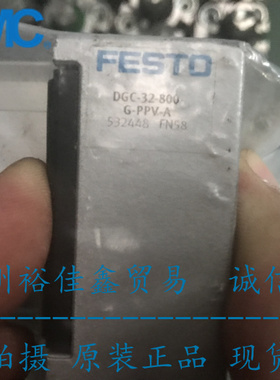 MC
FESTO
DGC-32-800
G-PPV-A
532448 FN58
州裕佳鑫贸易 诚信
拍摄 原装正品 现货